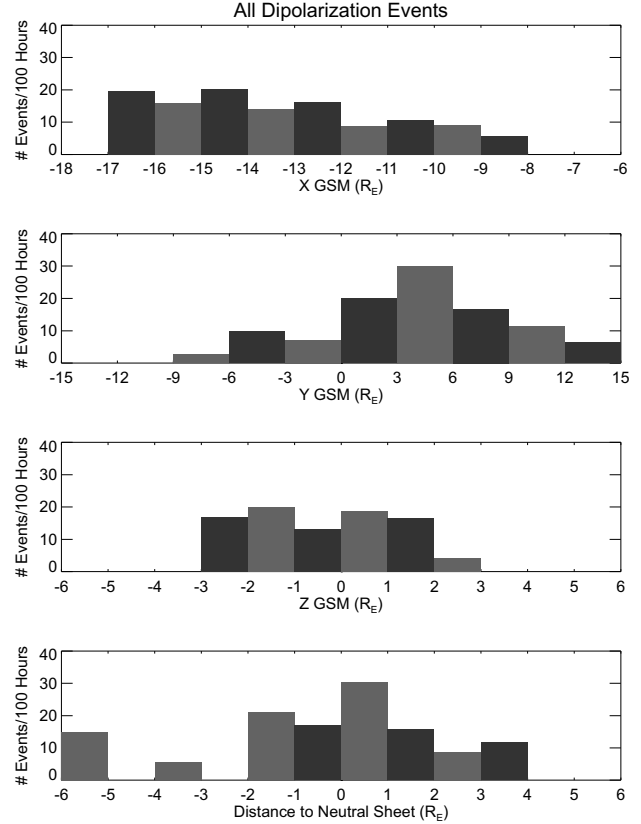 All Dipolarization Events
# Events/100 Hours
40
30
20
10
0
-18 -17 -16 -15 -14 -13 -12 -11 -10 -9 -8 -7 -6
X GSM (R_E)
# Events/100 Hours
40
30
20
10
0
-15 -12 -9 -6 -3 0 3 6 9 12 15
Y GSM (R_E)
# Events/100 Hours
40
30
20
10
0
-6 -5 -4 -3 -2 -1 0 1 2 3 4 5 6
Z GSM (R_E)
# Events/100 Hours
40
30
20
10
0
-6 -5 -4 -3 -2 -1 0 1 2 3 4 5 6
Distance to Neutral Sheet (R_E)